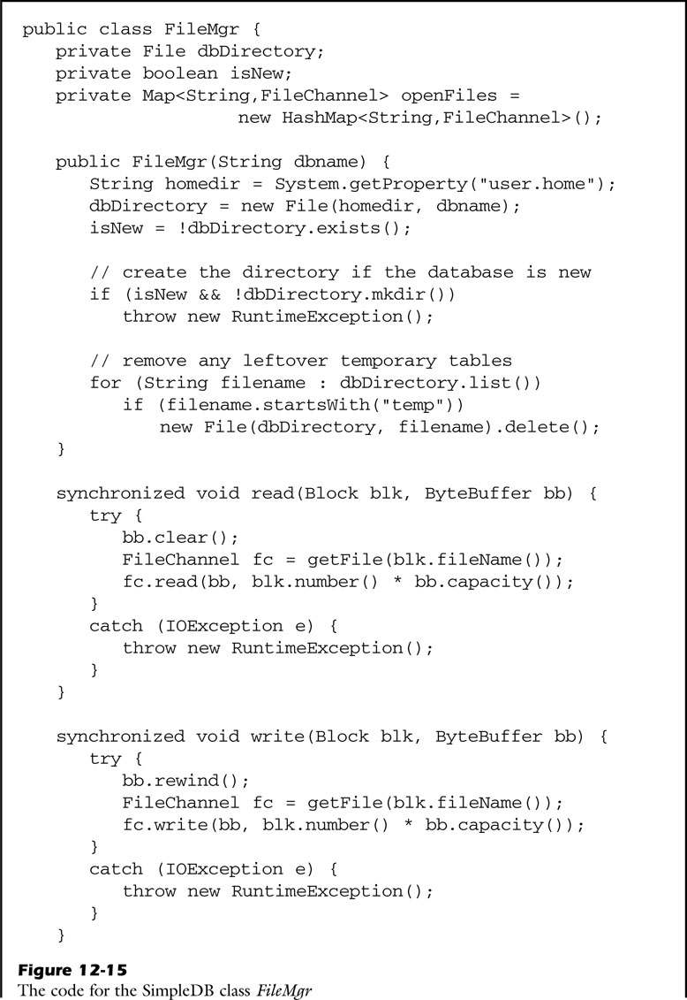 public class FileMgr {
   private File dbDirectory;
   private boolean isNew;
   private Map<String,FileChannel> openFiles =
                    new HashMap<String,FileChannel>();

   public FileMgr(String dbname) {
      String homedir = System.getProperty("user.home");
      dbDirectory = new File(homedir, dbname);
      isNew = !dbDirectory.exists();

      // create the directory if the database is new
      if (isNew && !dbDirectory.mkdir())
         throw new RuntimeException();

      // remove any leftover temporary tables
      for (String filename : dbDirectory.list())
         if (filename.startsWith("temp"))
            new File(dbDirectory, filename).delete();
   }

   synchronized void read(Block blk, ByteBuffer bb) {
      try {
         bb.clear();
         FileChannel fc = getFile(blk.fileName());
         fc.read(bb, blk.number() * bb.capacity());
      }
      catch (IOException e) {
         throw new RuntimeException();
      }
   }

   synchronized void write(Block blk, ByteBuffer bb) {
      try {
         bb.rewind();
         FileChannel fc = getFile(blk.fileName());
         fc.write(bb, blk.number() * bb.capacity());
      }
      catch (IOException e) {
         throw new RuntimeException();
      }
   }
Figure 12-15
The code for the SimpleDB class FileMgr